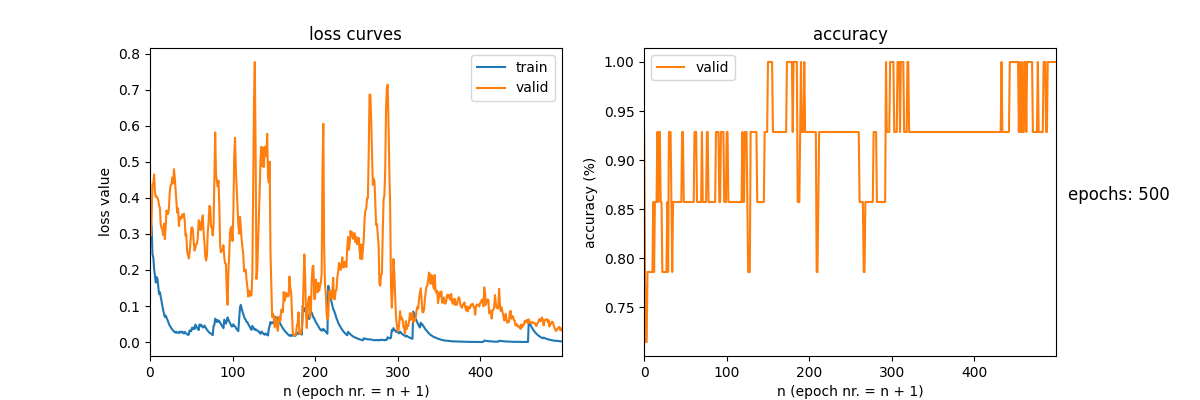 loss curves
0.8
0.7
0.6
0.5
0.4
0.3
0.2
0.1
0.0
loss value
train
valid
0
100
200
300
400
n (epoch nr. = n + 1)
accuracy
1.00
0.95
0.90
0.85
0.80
0.75
accuracy (%)
valid
0
100
200
300
400
n (epoch nr. = n + 1)
epochs: 500